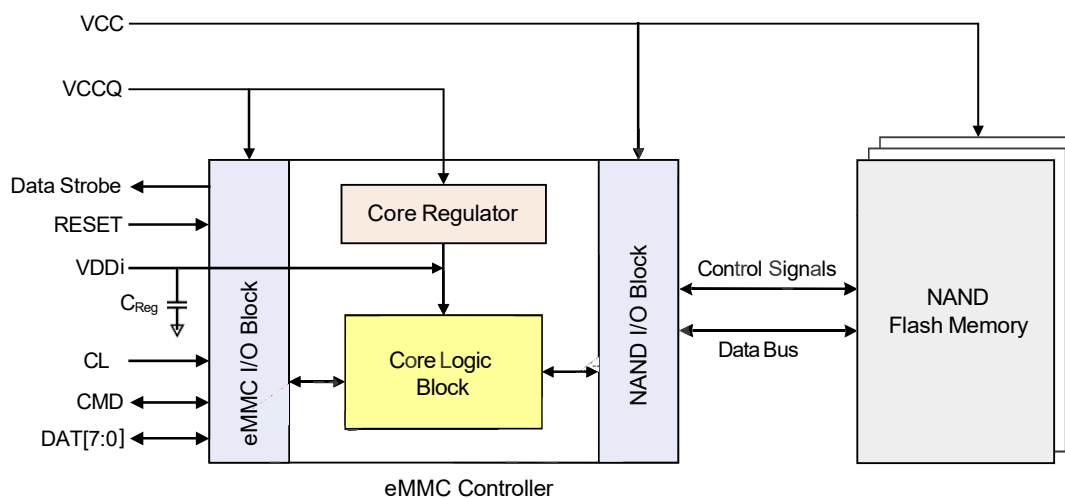 VCC
VCCQ
Data Strobe
RESET
VDDi
CReg
CL
CMD
DAT[7:0]
eMMC I/O Block
Core Regulator
Core Logic
Block
NAND I/O Block
Control Signals
Data Bus
NAND
Flash Memory
eMMC Controller